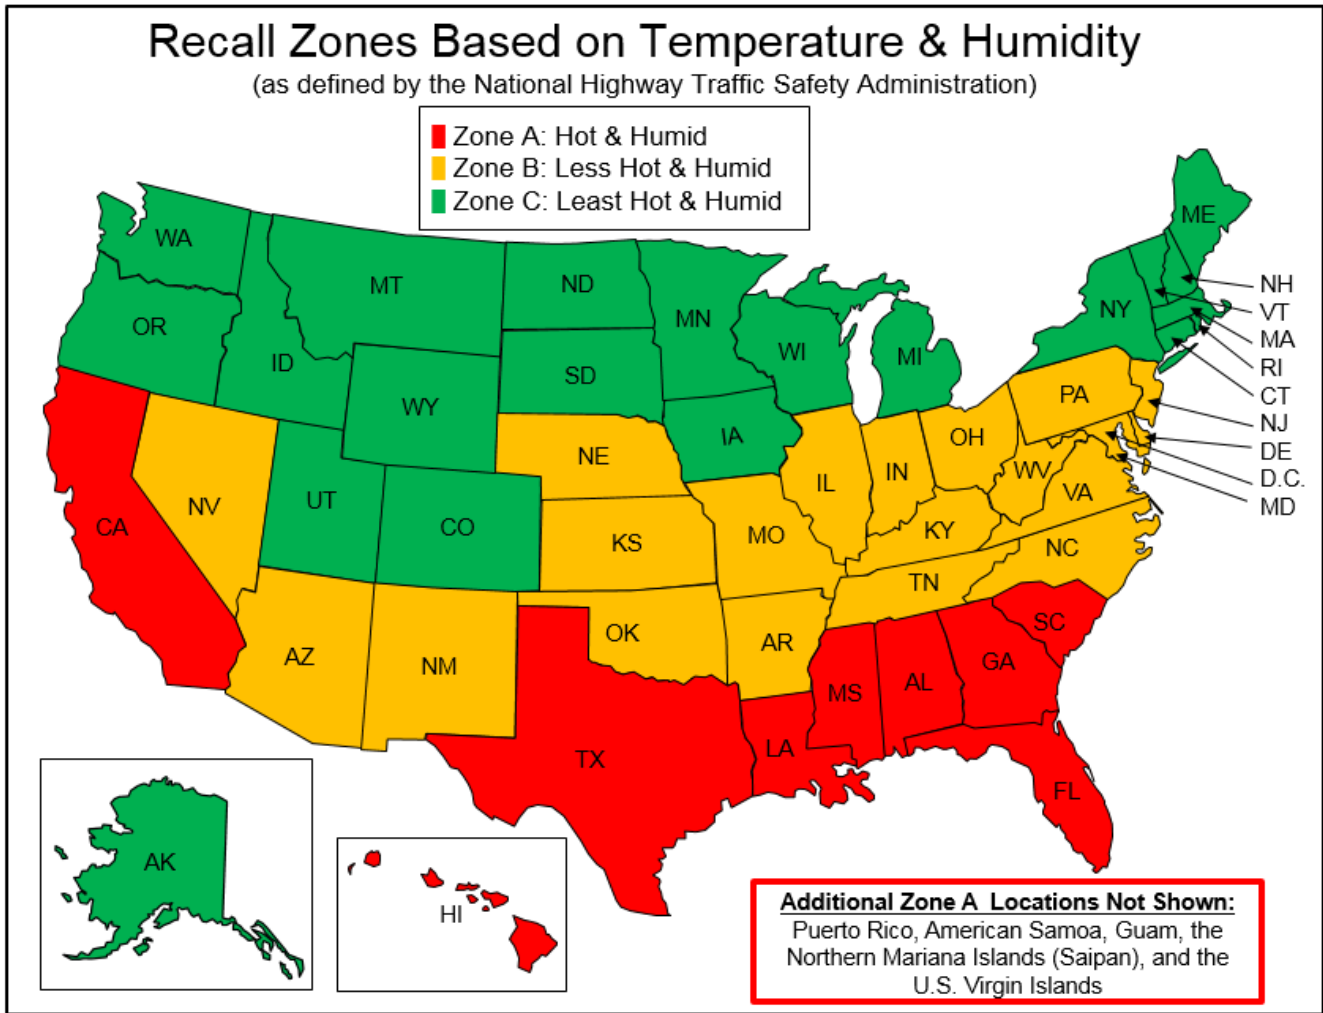 Recall Zones Based on Temperature & Humidity
(as defined by the National Highway Traffic Safety Administration)
Zone A: Hot & Humid
Zone B: Less Hot & Humid
Zone C: Least Hot & Humid
WA
MT
ND
MN
ME
OR
ID
WY
SD
WI
MI
NY
NH
VT
MA
RI
CT
NJ
DE
D.C.
MD
IA
NE
PA
OH
IN
IL
WV
VA
NV
UT
CO
KS
MO
KY
NC
CA
TN
AZ
NM
OK
AR
SC
GA
AL
MS
LA
TX
FL
AK
HI
Additional Zone A Locations Not Shown:
Puerto Rico, American Samoa, Guam, the
Northern Mariana Islands (Saipan), and the
U.S. Virgin Islands